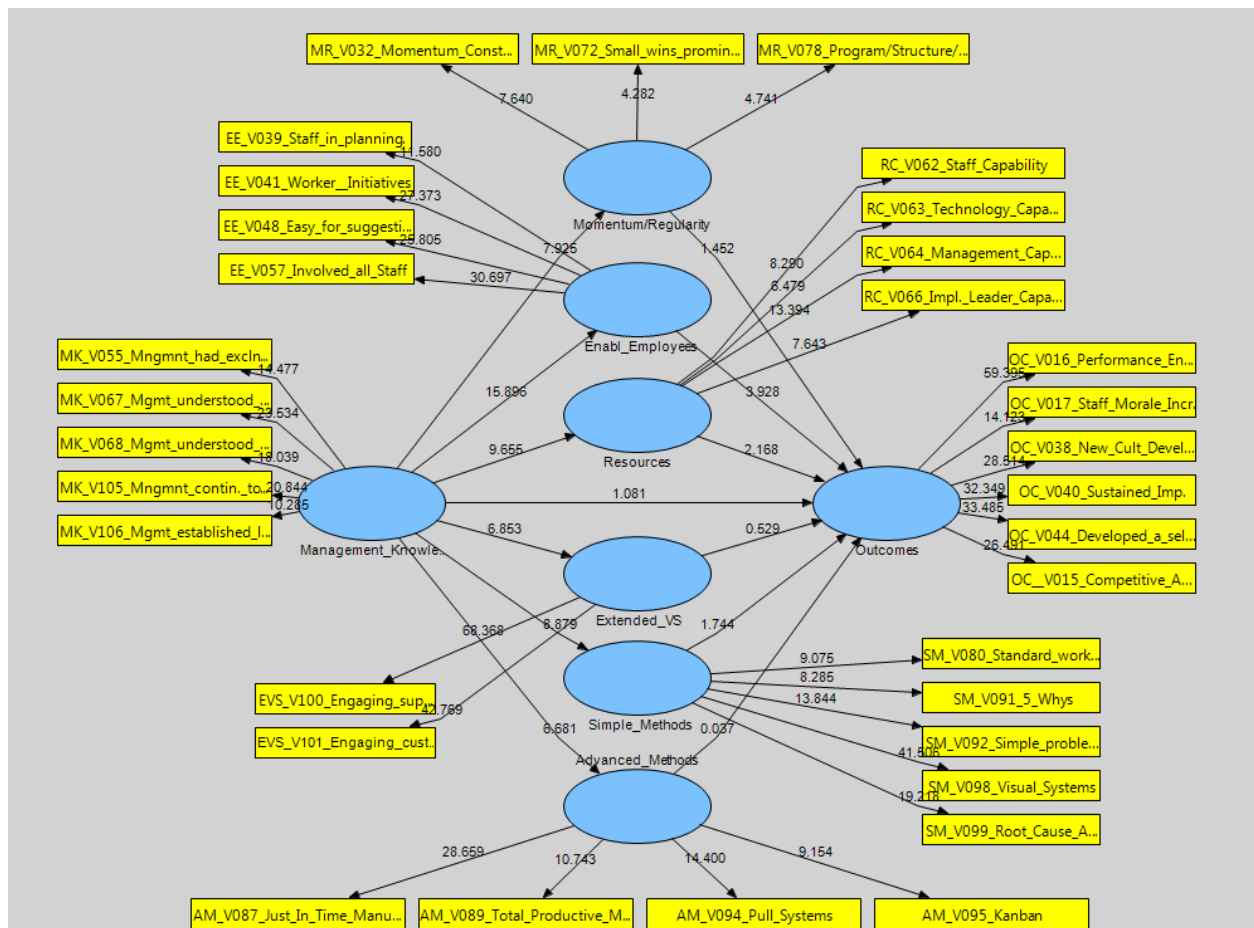 MR_V032_Momentum_Const...
MR_V072_Small_wins_promin...
MR_V078_Program/Structure/...
7.640
4.282
4.741
EE_V039_Staff_in_planning
11.580
EE_V041_Worker__Initiatives
27.373
EE_V048_Easy_for_suggesti...
25.805
EE_V057_Involved_all_Staff
30.697
Momentum/Regularity
7.925
1.452
RC_V062_Staff_Capability
RC_V063_Technology_Capa...
RC_V064_Management_Cap...
RC_V066_Impl._Leader_Capa...
8.290
6.479
13.394
7.643
Enabl_Employees
15.896
3.928
MK_V055_Mngmnt_had_excln...
14.477
MK_V067_Mgmt_understood_...
23.534
MK_V068_Mgmt_understood_...
18.039
MK_V105_Mngmnt_contin._to...
20.844
MK_V106_Mgmt_established_l...
10.285
9.655
Resources
2.168
OC_V016_Performance_En...
59.395
OC_V017_Staff_Morale_Incr.
14.123
OC_V038_New_Cult_Devel...
28.514
OC_V040_Sustained_Imp.
32.349
OC_V044_Developed_a_sel...
33.485
OC__V015_Competitive_A...
26.491
1.081
Management_Knowle...
Outcomes
6.853
0.529
Extended_VS
68.368
8.879
1.744
EVS_V100_Engaging_sup...
42.769
EVS_V101_Engaging_cust...
Simple_Methods
9.075
8.285
13.844
41.506
19.218
SM_V080_Standard_work...
SM_V091_5_Whys
SM_V092_Simple_proble...
SM_V098_Visual_Systems
SM_V099_Root_Cause_A...
6.681
0.037
Advanced_Methods
28.659
10.743
14.400
9.154
AM_V087_Just_In_Time_Manu...
AM_V089_Total_Productive_M...
AM_V094_Pull_Systems
AM_V095_Kanban